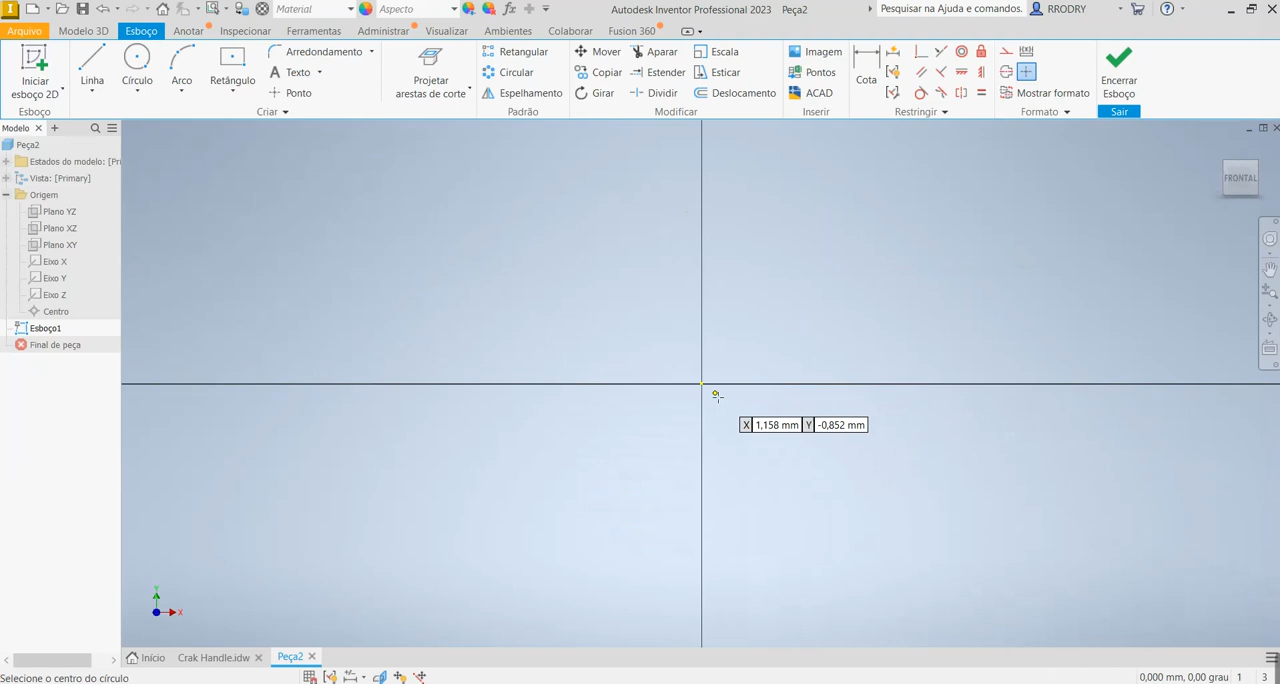 Material
Aspecto
Autodesk Inventor Professional 2023 Peça2
Pesquisar na Ajuda e comandos.
RRODRY
Arquivo
Modelo 3D
Esboço
Anotar
Inspecionar
Ferramentas
Administrar
Visualizar
Ambientes
Colaborar
Fusion 360
Iniciar
esboço 2D
Linha
Círculo
Arco
Retângulo
Arredondamento
Texto
Ponto
Projetar
arestas de corte
Retangular
Circular
Espelhamento
Mover
Copiar
Girar
Aparar
Estender
Dividir
Escala
Esticar
Deslocamento
Imagem
Pontos
ACAD
Cota
Mostrar formato
Encerrar
Esboço
Esboço
Criar
Padrão
Modificar
Inserir
Restringir
Formato
Sair
Modelo
Peça2
Estados do modelo: [Pri
Vista: [Primary]
Origem
Plano YZ
Plano XZ
Plano XY
Eixo X
Eixo Y
Eixo Z
Centro
Esboço1
Final de peça
FRONTAL
X 1,158 mm Y -0,852 mm
Y
X
Início
Crak Handle.idw
Peça2
Selecione o centro do círculo
0,000 mm, 0,00 grau 1 3